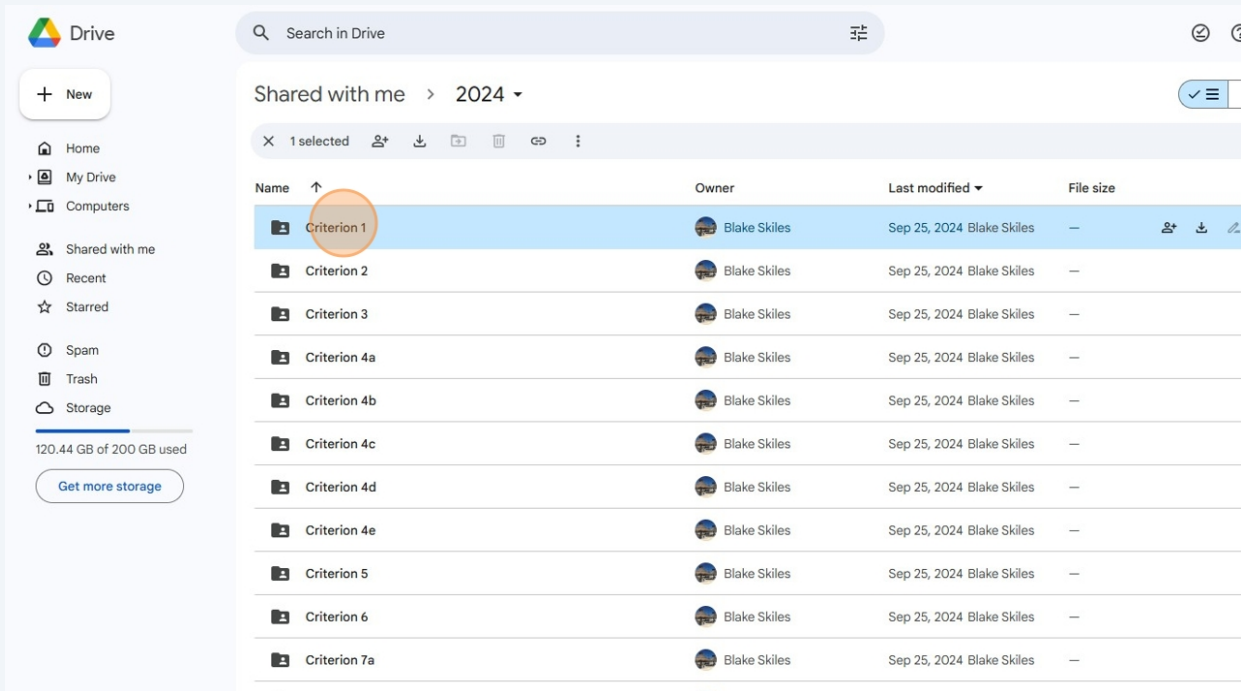 Drive
Search in Drive
New
Shared with me > 2024
1 selected
Home
My Drive
Computers
Shared with me
Recent
Starred
Spam
Trash
Storage
120.44 GB of 200 GB used
Get more storage
Name Owner Last modified File size
Criterion 1 Blake Skiles Sep 25, 2024 Blake Skiles —
Criterion 2 Blake Skiles Sep 25, 2024 Blake Skiles —
Criterion 3 Blake Skiles Sep 25, 2024 Blake Skiles —
Criterion 4a Blake Skiles Sep 25, 2024 Blake Skiles —
Criterion 4b Blake Skiles Sep 25, 2024 Blake Skiles —
Criterion 4c Blake Skiles Sep 25, 2024 Blake Skiles —
Criterion 4d Blake Skiles Sep 25, 2024 Blake Skiles —
Criterion 4e Blake Skiles Sep 25, 2024 Blake Skiles —
Criterion 5 Blake Skiles Sep 25, 2024 Blake Skiles —
Criterion 6 Blake Skiles Sep 25, 2024 Blake Skiles —
Criterion 7a Blake Skiles Sep 25, 2024 Blake Skiles —